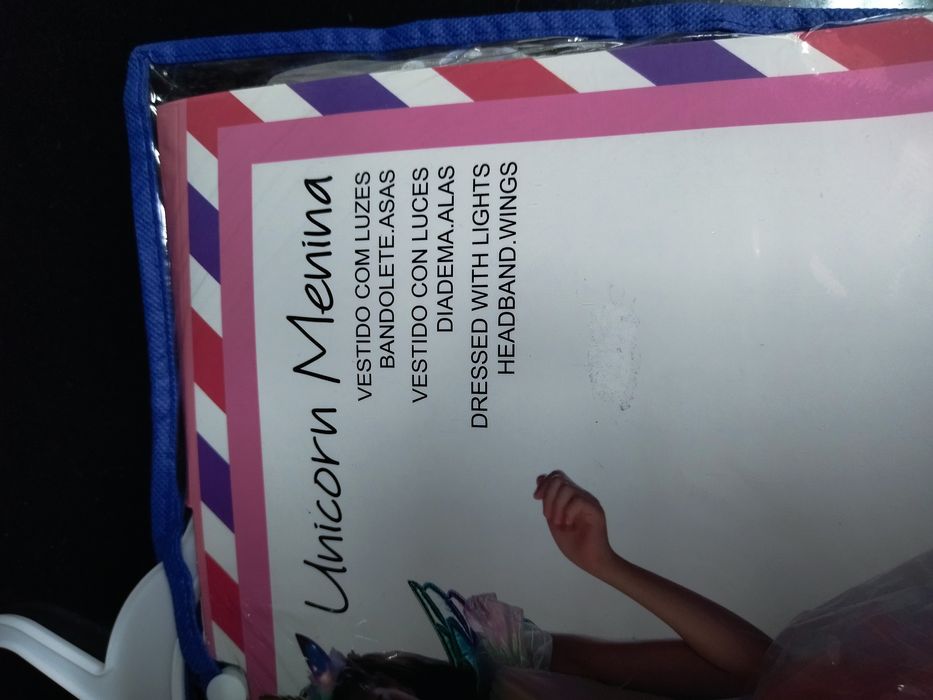 Unicorn Menina
VESTIDO COM LUZES
BANDOLETE.ASAS
VESTIDO CON LUCES
DIADEMA.ALAS
DRESSED WITH LIGHTS
HEADBAND.WINGS